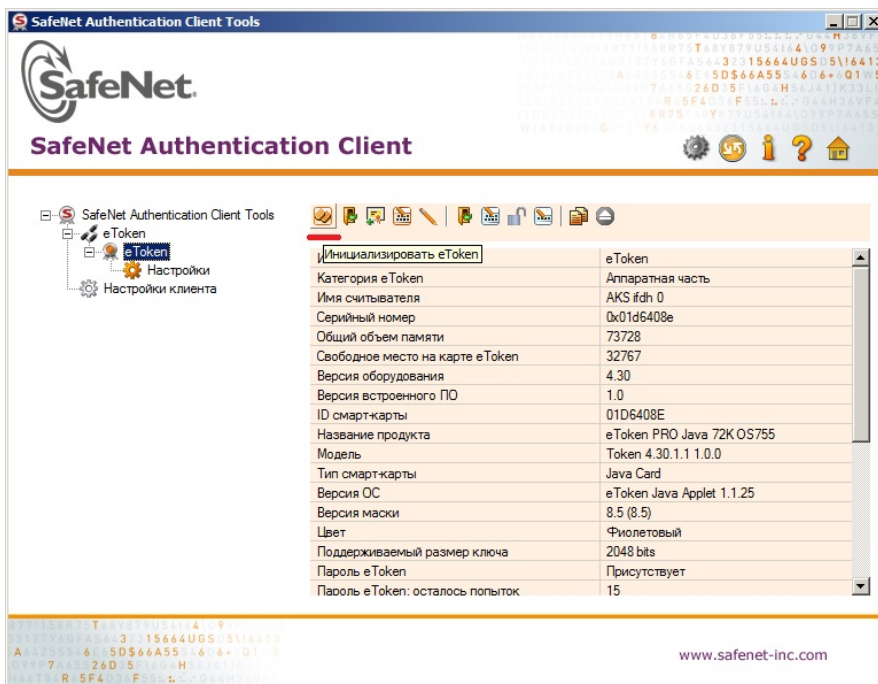 SafeNet Authentication Client Tools
SafeNet.
SafeNet Authentication Client
SafeNet Authentication Client Tools
eToken
eToken
Настройки
Настройки клиента
Инициализировать eToken
eToken
Категория eToken Аппаратная часть
Имя считывателя AKS ifdh 0
Серийный номер 0x01d6408e
Общий объем памяти 73728
Свободное место на карте eToken 32767
Версия оборудования 4.30
Версия встроенного ПО 1.0
ID смарт-карты 01D6408E
Название продукта eToken PRO Java 72K OS755
Модель Token 4.30.1.1 1.0.0
Тип смарт-карты Java Card
Версия ОС eToken Java Applet 1.1.25
Версия маски 8.5 (8.5)
Цвет Фиолетовый
Поддерживаемый размер ключа 2048 bits
Пароль eToken Присутствует
Пароль eToken: осталось попыток 15
www.safenet-inc.com